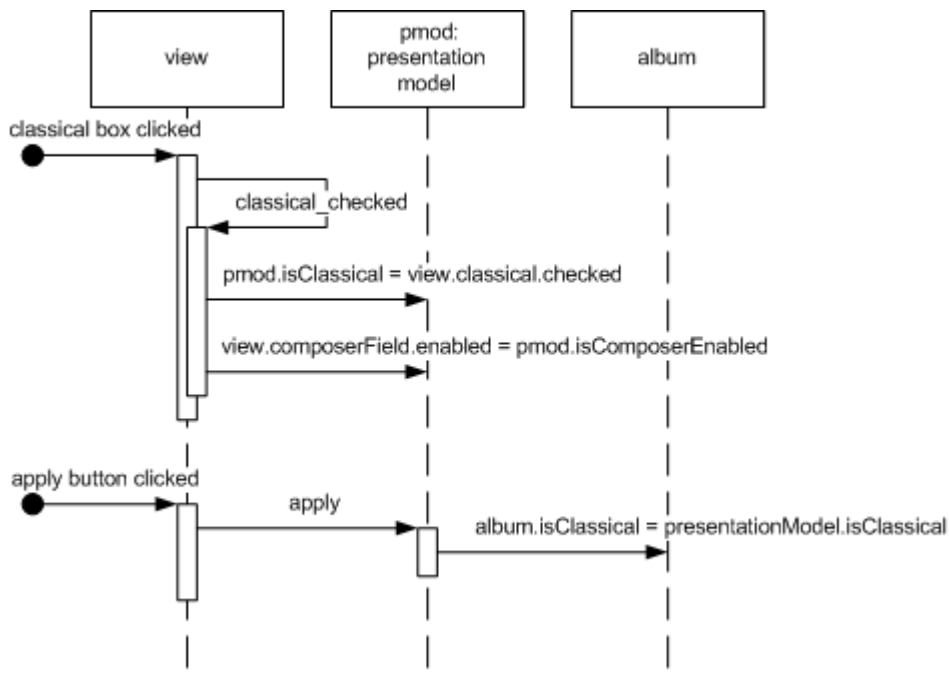 view
pmod:
presentation
model
album
classical box clicked
classical_checked
pmod.isClassical = view.classical.checked
view.composerField.enabled = pmod.isComposerEnabled
apply button clicked
apply
album.isClassical = presentationModel.isClassical